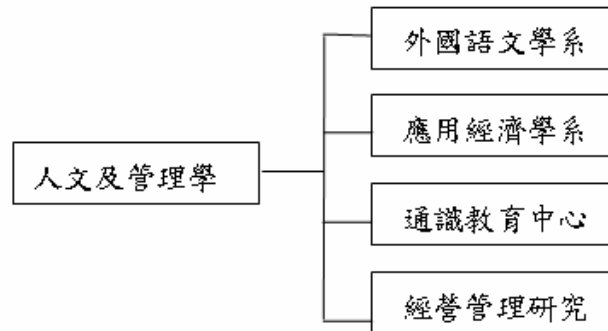 外國語文學系
應用經濟學系
人文及管理學
通識教育中心
經營管理研究